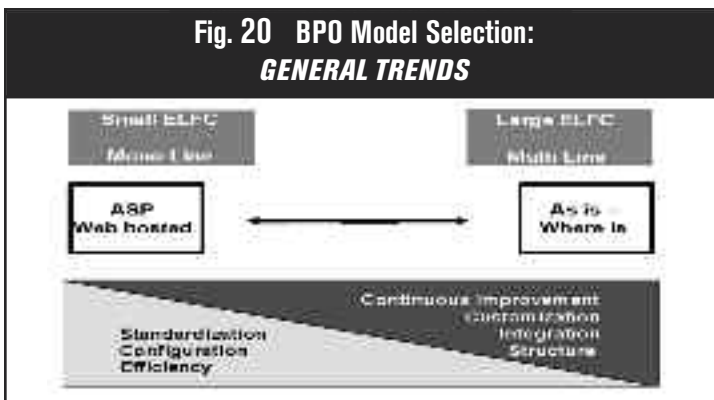 Fig. 20 BPO Model Selection:
GENERAL TRENDS
Small ELFC
Mono Line
Large ELFC
Multi Line
ASP
Web hosted
As is –
Where is
Continuous Improvement
Customization
Integration
Structure
Standardization
Configuration
Efficiency